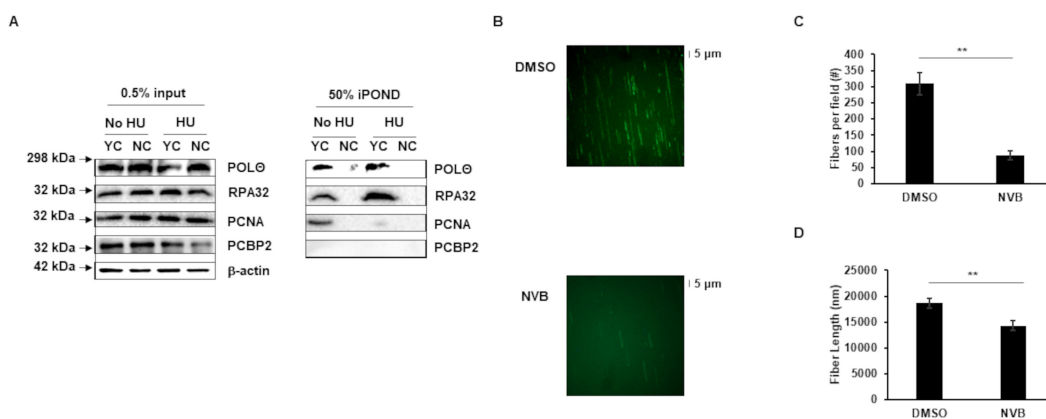 A
0.5% input
No HU HU
YC NC YC NC
298 kDa
POLΘ
32 kDa
RPA32
32 kDa
PCNA
32 kDa
PCBP2
42 kDa
β-actin
50% iPOND
No HU HU
YC NC YC NC
POLΘ
RPA32
PCNA
PCBP2
B
DMSO
5 μm
NVB
5 μm
C
Fibers per field (#)
400
350
300
250
200
150
100
50
0
**
DMSO NVB
D
Fiber Length (nm)
25000
20000
15000
10000
5000
0
**
DMSO NVB